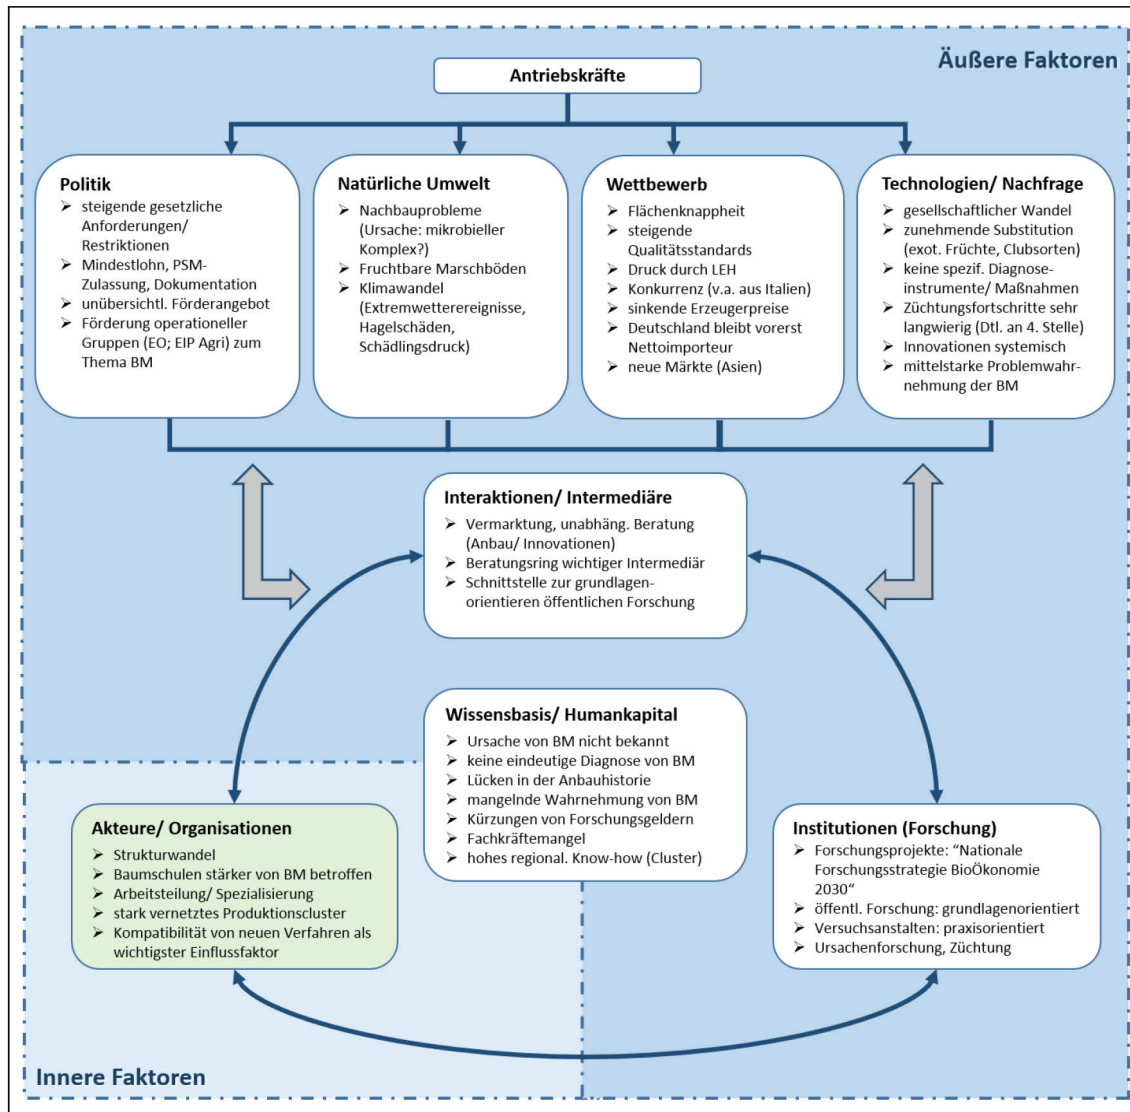 Äußere Faktoren
Antriebskräfte
Politik
➢ steigende gesetzliche
Anforderungen/
Restriktionen
➢ Mindestlohn, PSM-
Zulassung, Dokumentation
➢ unübersichtl. Förderangebot
➢ Förderung operationeller
Gruppen (EO; EIP Agri) zum
Thema BM
Natürliche Umwelt
➢ Nachbauprobleme
(Ursache: mikrobieller
Komplex?)
➢ Fruchtbare Marschböden
➢ Klimawandel
(Extremwetterereignisse,
Hagelschäden,
Schädlingsdruck)
Wettbewerb
➢ Flächenknappheit
➢ steigende
Qualitätsstandards
➢ Druck durch LEH
➢ Konkurrenz (v.a. aus Italien)
➢ sinkende Erzeugerpreise
➢ Deutschland bleibt vorerst
Nettoimporteur
➢ neue Märkte (Asien)
Technologien/ Nachfrage
➢ gesellschaftlicher Wandel
➢ zunehmende Substitution
(exot. Früchte, Clubsorten)
➢ keine spezif. Diagnose-
instrumente/ Maßnahmen
➢ Züchtungsfortschritte sehr
langwierig (Dtl. an 4. Stelle)
➢ Innovationen systemisch
➢ mittelstarke Problemwahr-
nehmung der BM
Interaktionen/ Intermediäre
➢ Vermarktung, unabhäng. Beratung
(Anbau/ Innovationen)
➢ Beratungsring wichtiger Intermediär
➢ Schnittstelle zur grundlagen-
orientieren öffentlichen Forschung
Wissensbasis/ Humankapital
➢ Ursache von BM nicht bekannt
➢ keine eindeutige Diagnose von BM
➢ Lücken in der Anbauhistorie
➢ mangelnde Wahrnehmung von BM
➢ Kürzungen von Forschungsgeldern
➢ Fachkräftemangel
➢ hohes regional. Know-how (Cluster)
Akteure/ Organisationen
➢ Strukturwandel
➢ Baumschulen stärker von BM betroffen
➢ Arbeitsteilung/ Spezialisierung
➢ stark vernetztes Produktionscluster
➢ Kompatibilität von neuen Verfahren als
wichtigster Einflussfaktor
Institutionen (Forschung)
➢ Forschungsprojekte: “Nationale
Forschungsstrategie BioÖkonomie
2030“
➢ öffentl. Forschung: grundlagenorientiert
➢ Versuchsanstalten: praxisorientiert
➢ Ursachenforschung, Züchtung
Innere Faktoren